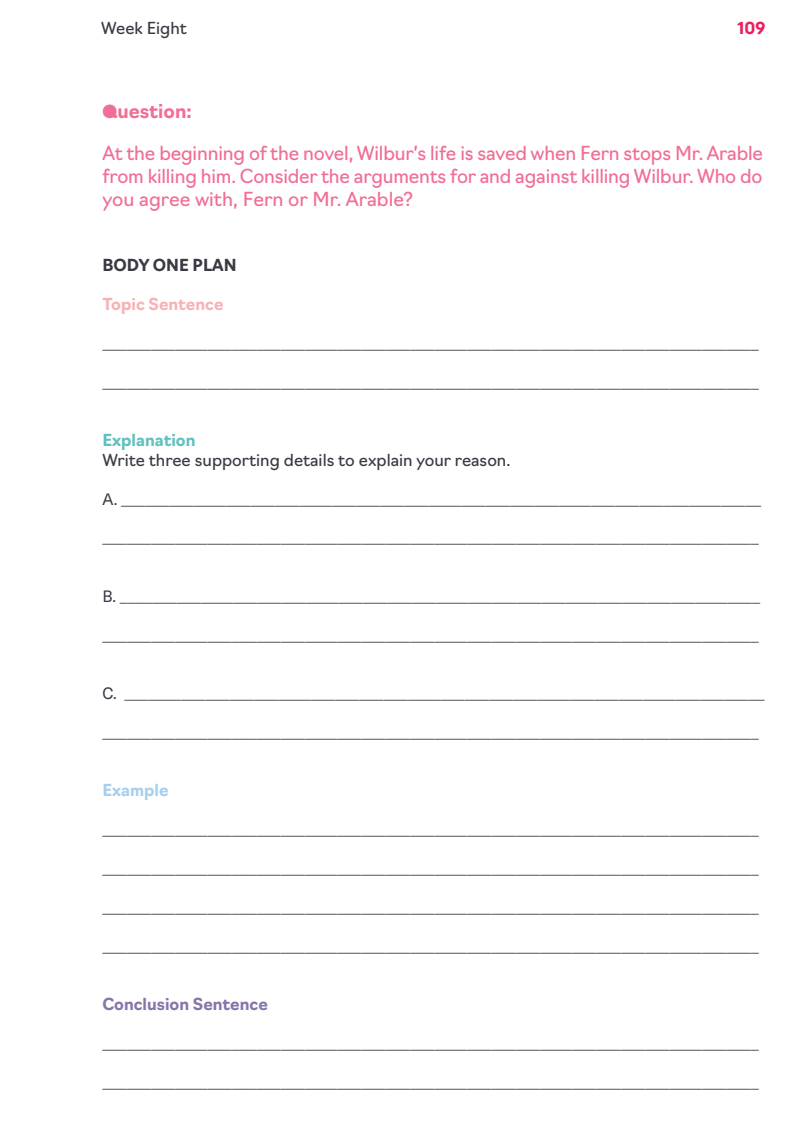 Week Eight
109
Question:
At the beginning of the novel, Wilbur's life is saved when Fern stops Mr. Arable
from killing him. Consider the arguments for and against killing Wilbur. Who do
you agree with, Fern or Mr. Arable?
BODY ONE PLAN
Topic Sentence
Explanation
Write three supporting details to explain your reason.
A.
B.
C.
Example
Conclusion Sentence